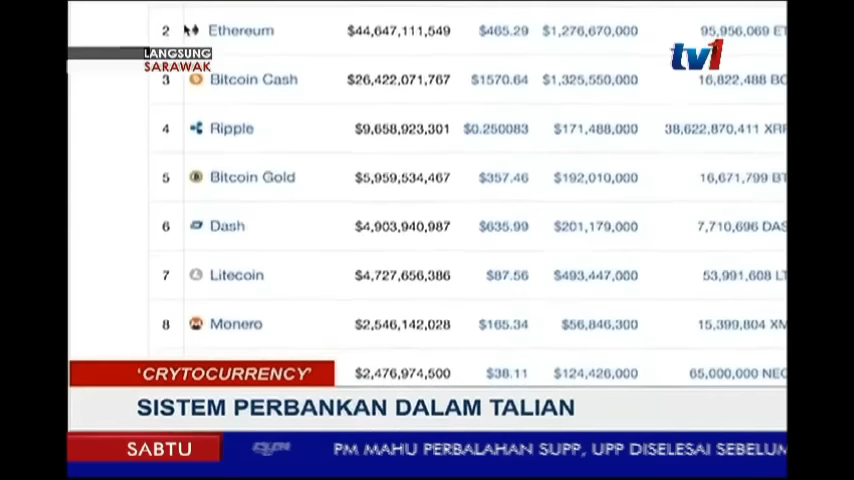 2 Ethereum $44,647,111,549 $465.29 $1,276,670,000 95,956,069 ET
LANGSUNG
SARAWAK
tv1
3 Bitcoin Cash $26,422,071,767 $1570.64 $1,325,550,000 16,822,488 BC
4 Ripple $9,658,923,301 $0.250083 $171,488,000 38,622,870,411 XRP
5 Bitcoin Gold $5,959,534,467 $357.46 $192,010,000 16,671,799 BT
6 Dash $4,903,940,987 $635.99 $201,179,000 7,710,696 DAS
7 Litecoin $4,727,656,386 $87.56 $493,447,000 53,991,608 LT
8 Monero $2,546,142,028 $165.34 $56,846,300 15,399,804 XM
$2,476,974,500 $38.11 $124,426,000 65,000,000 NEO
'CRYTOCURRENCY'
SISTEM PERBANKAN DALAM TALIAN
SABTU PM MAHU PERBALAHAN SUPP, UPP DISELESAI SEBELUM